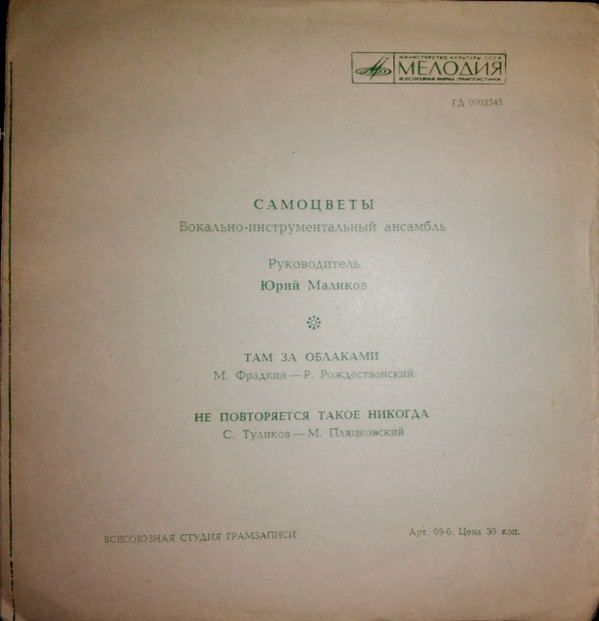 МИНИСТЕРСТВО КУЛЬТУРЫ СССР
МЕЛОДИЯ
ВСЕСОЮЗНАЯ ФИРМА ГРАМПЛАСТИНОК
ГД 0003545
САМОЦВЕТЫ
Вокально-инструментальный ансамбль
Руководитель
Юрий Маликов
ТАМ ЗА ОБЛАКАМИ
М. Фрадкин — Р. Рождественский
НЕ ПОВТОРЯЕТСЯ ТАКОЕ НИКОГДА
С. Туликов — М. Пляцковский
ВСЕСОЮЗНАЯ СТУДИЯ ГРАМЗАПИСИ
Арт. 09-6. Цена 30 коп.